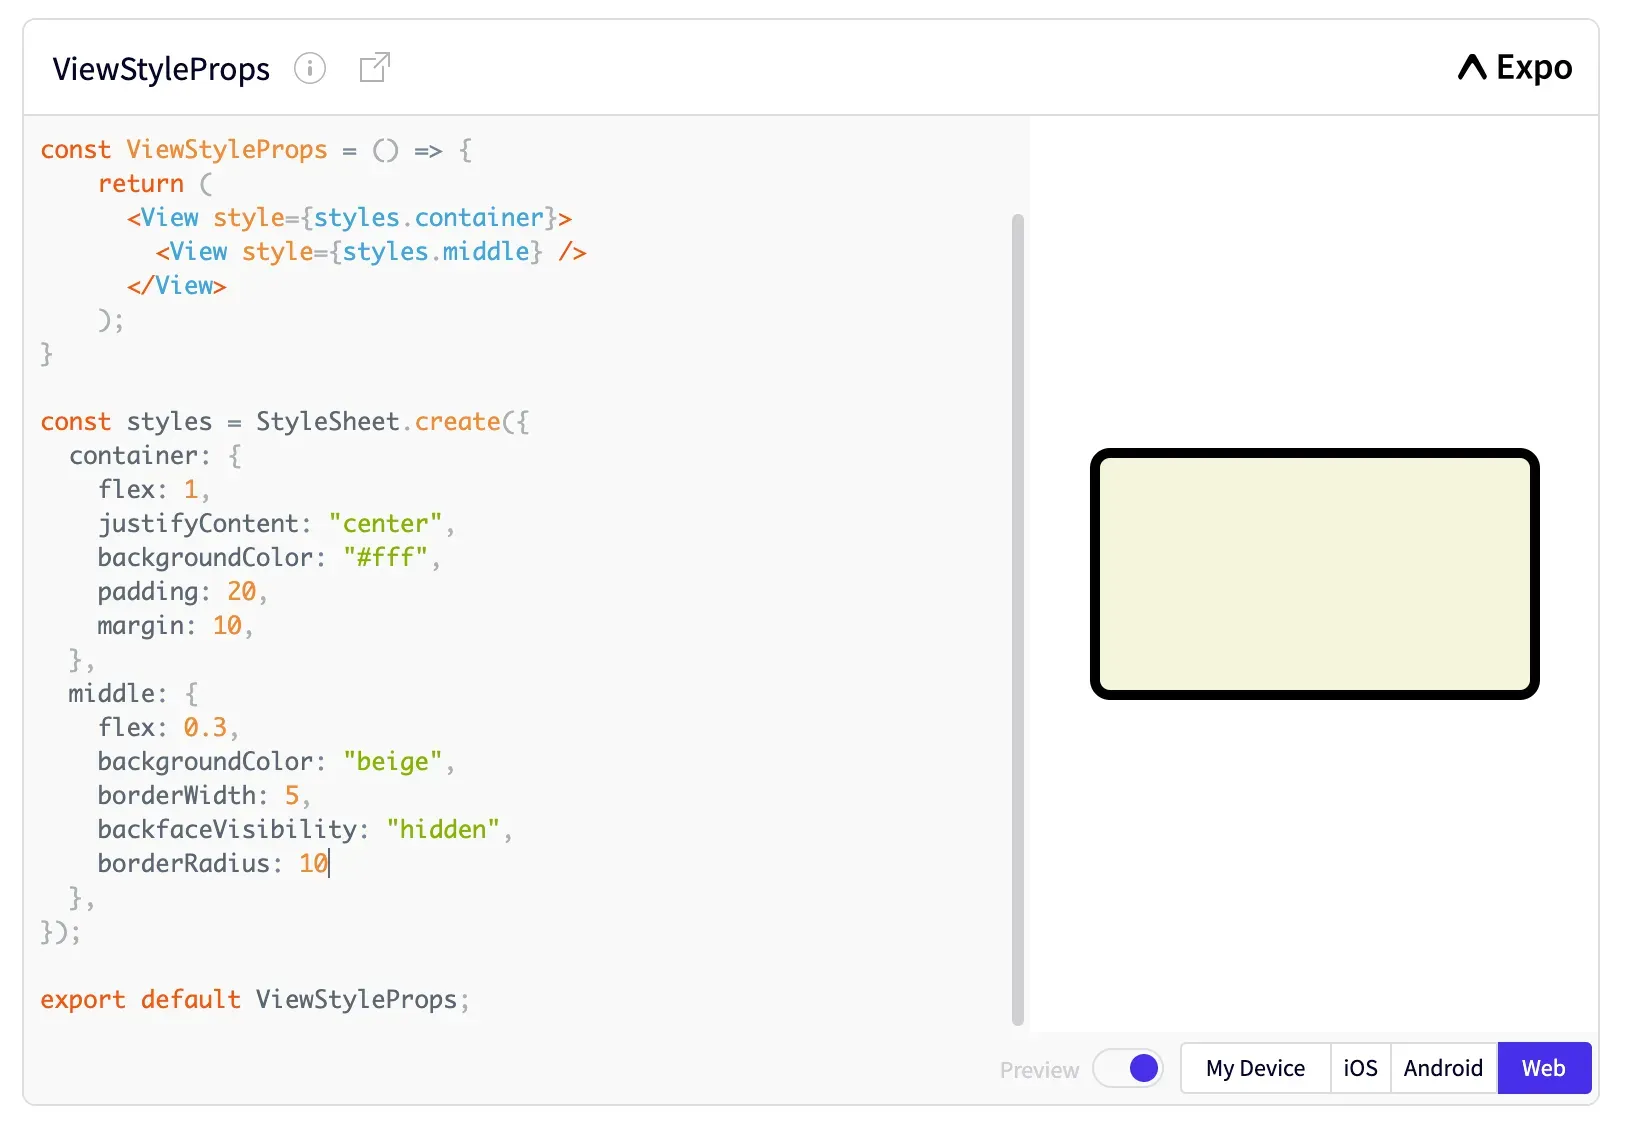 ViewStyleProps
Expo
const ViewStyleProps = () => {
    return (
      <View style={styles.container}>
        <View style={styles.middle} />
      </View>
    );
}
const styles = StyleSheet.create({
  container: {
    flex: 1,
    justifyContent: "center",
    backgroundColor: "#fff",
    padding: 20,
    margin: 10,
  },
  middle: {
    flex: 0.3,
    backgroundColor: "beige",
    borderWidth: 5,
    backfaceVisibility: "hidden",
    borderRadius: 10
  },
});
export default ViewStyleProps;
Preview My Device iOS Android Web